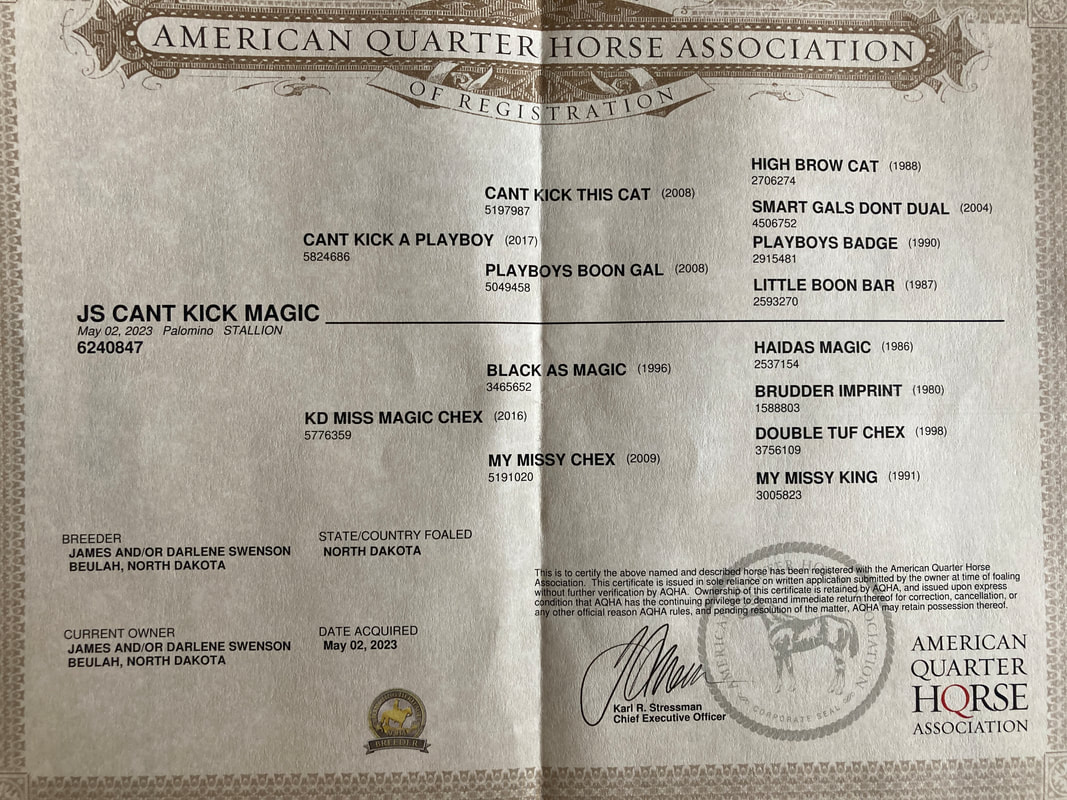 AMERICAN QUARTER HORSE ASSOCIATION
OF REGISTRATION
HIGH BROW CAT (1988)
2706274
CANT KICK THIS CAT (2008)
5197987
SMART GALS DONT DUAL (2004)
4506752
CANT KICK A PLAYBOY (2017)
5824686
PLAYBOYS BADGE (1990)
2915481
PLAYBOYS BOON GAL (2008)
5049458
LITTLE BOON BAR (1987)
2593270
JS CANT KICK MAGIC
May 02, 2023 Palomino STALLION
6240847
HAIDAS MAGIC (1986)
2537154
BLACK AS MAGIC (1996)
3465652
BRUDDER IMPRINT (1980)
1588803
KD MISS MAGIC CHEX (2016)
5776359
DOUBLE TUF CHEX (1998)
3756109
MY MISSY CHEX (2009)
5191020
MY MISSY KING (1991)
3005823
BREEDER
JAMES AND/OR DARLENE SWENSON
BEULAH, NORTH DAKOTA
STATE/COUNTRY FOALED
NORTH DAKOTA
This is to certify the above named and described horse has been registered with the American Quarter Horse
Association. This certificate is issued in sole reliance on written application submitted by the owner at time of foaling
without further verification by AQHA. Ownership of this certificate is retained by AQHA, and issued upon express
condition that AQHA has the continuing privilege to demand immediate return thereof for correction, cancellation, or
any other official reason AQHA rules, and pending resolution of the matter, AQHA may retain possession thereof.
CURRENT OWNER
JAMES AND/OR DARLENE SWENSON
BEULAH, NORTH DAKOTA
DATE ACQUIRED
May 02, 2023
BREEDER
Karl R. Stressman
Chief Executive Officer
AMERICAN QUARTER HORSE ASSOCIATION
CORPORATE SEAL
AMERICAN
QUARTER
HORSE
ASSOCIATION